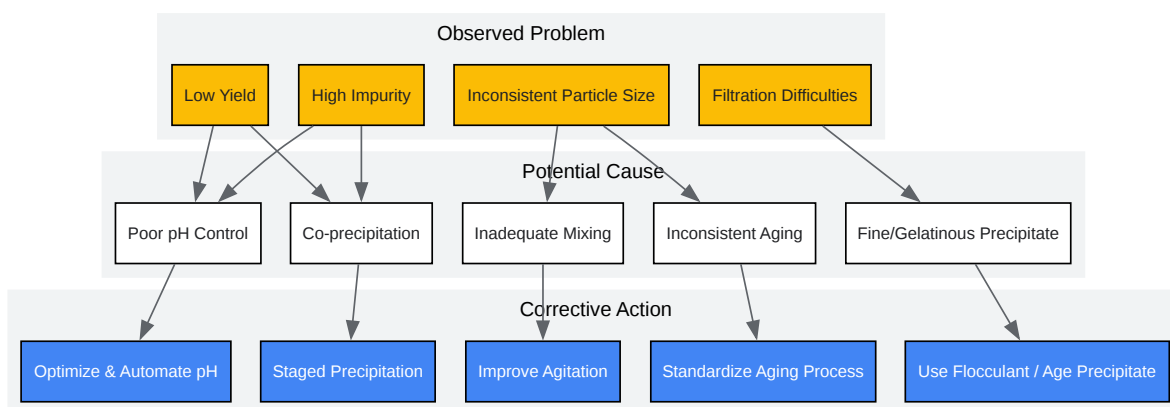 Observed Problem
Low Yield
High Impurity
Inconsistent Particle Size
Filtration Difficulties
Potential Cause
Poor pH Control
Co-precipitation
Inadequate Mixing
Inconsistent Aging
Fine/Gelatinous Precipitate
Corrective Action
Optimize & Automate pH
Staged Precipitation
Improve Agitation
Standardize Aging Process
Use Flocculant / Age Precipitate